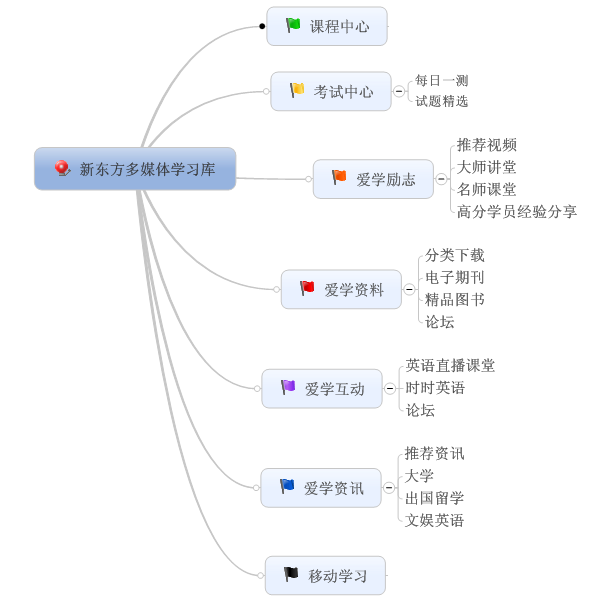 新东方多媒体学习库
课程中心
考试中心
每日一测
试题精选
爱学励志
推荐视频
大师讲堂
名师课堂
高分学员经验分享
爱学资料
分类下载
电子期刊
精品图书
论坛
爱学互动
英语直播课堂
时时英语
论坛
爱学资讯
推荐资讯
大学
出国留学
文娱英语
移动学习